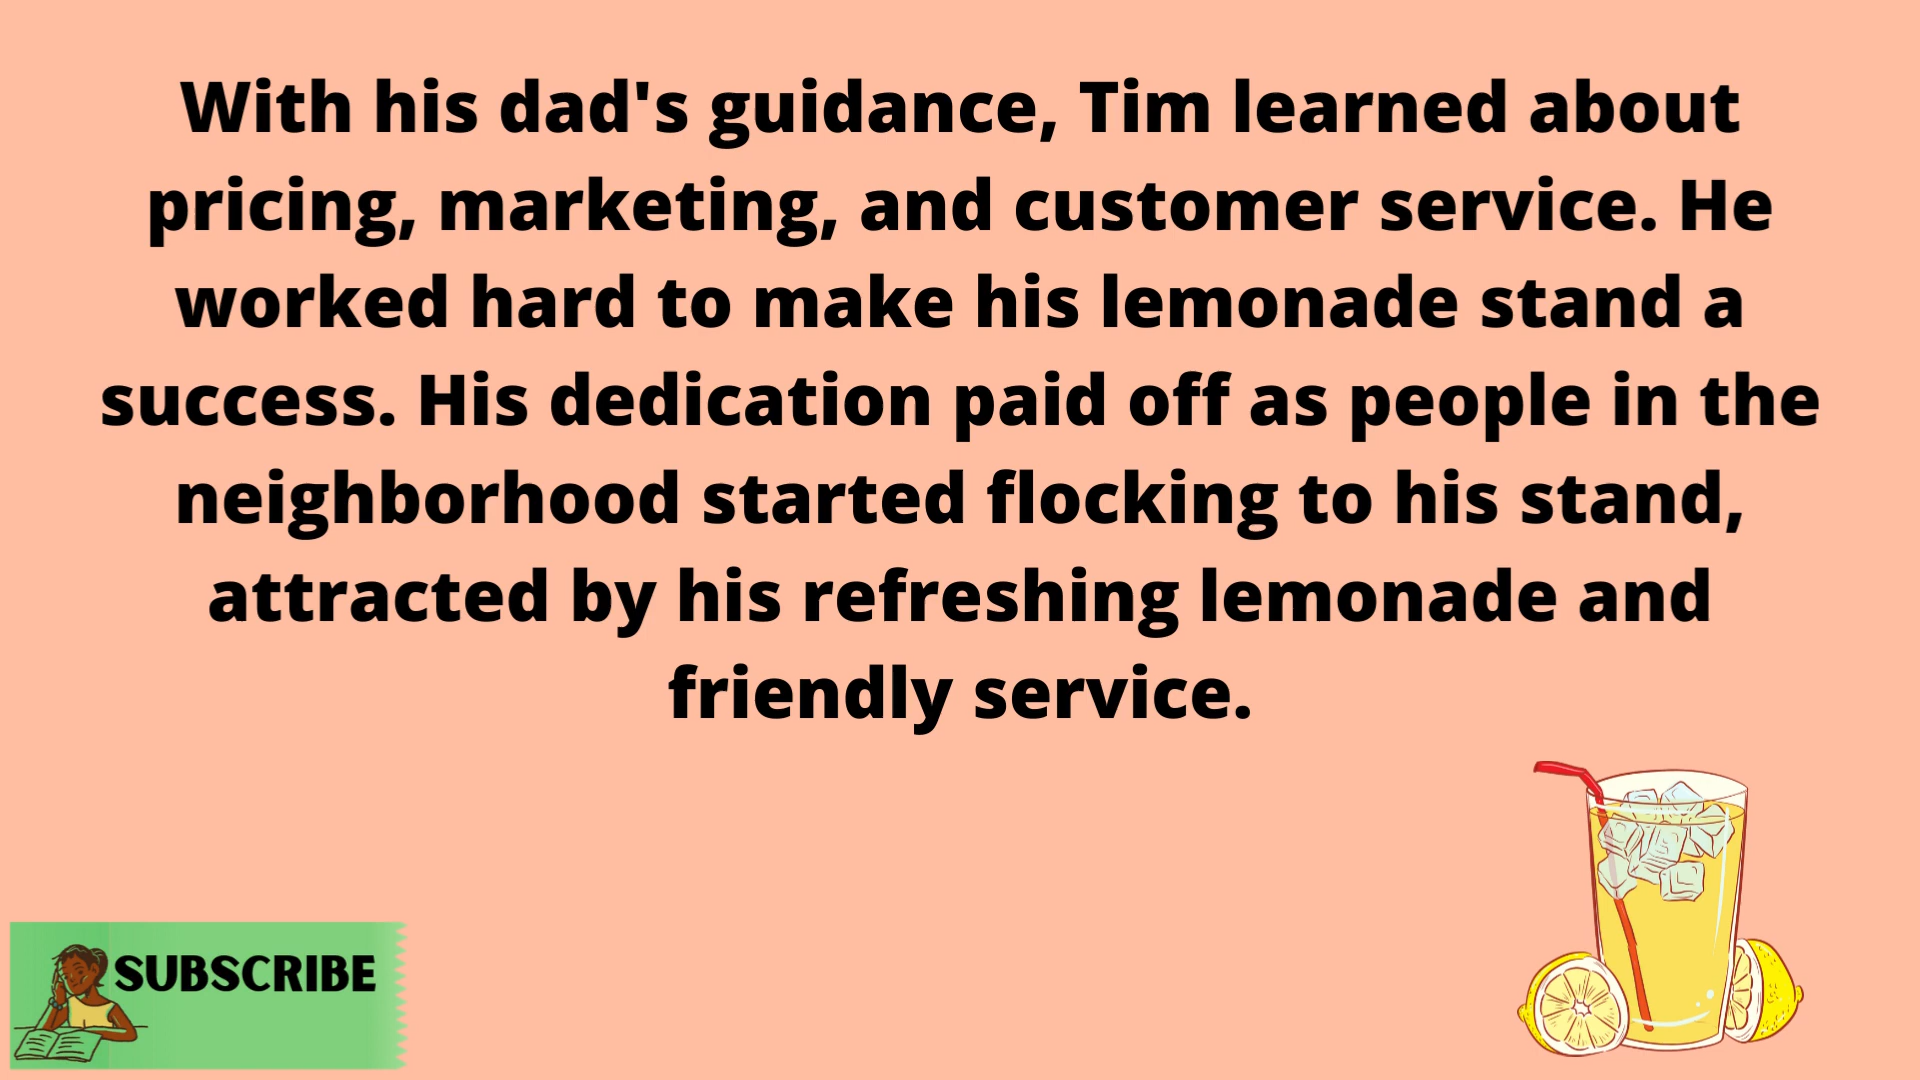 With his dad's guidance, Tim learned about
pricing, marketing, and customer service. He
worked hard to make his lemonade stand a
success. His dedication paid off as people in the
neighborhood started flocking to his stand,
attracted by his refreshing lemonade and
friendly service.
SUBSCRIBE